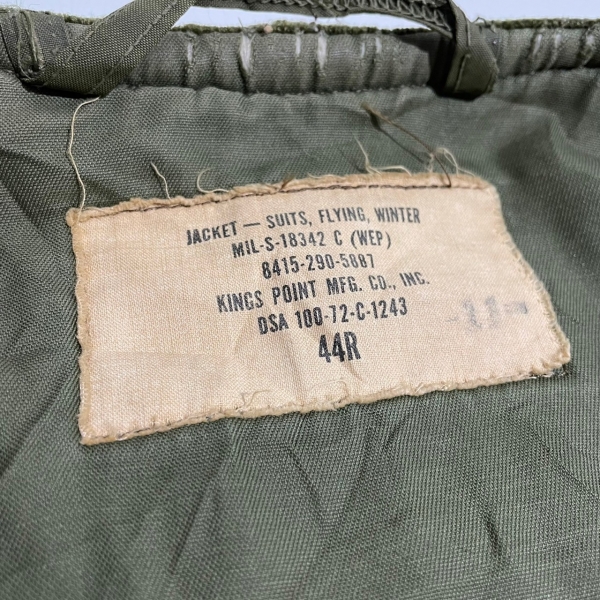 JACKET — SUITS, FLYING, WINTER
MIL-S-18342 C (WEP)
8415-290-5887
KINGS POINT MFG. CO., INC.
DSA 100-72-C-1243
44R